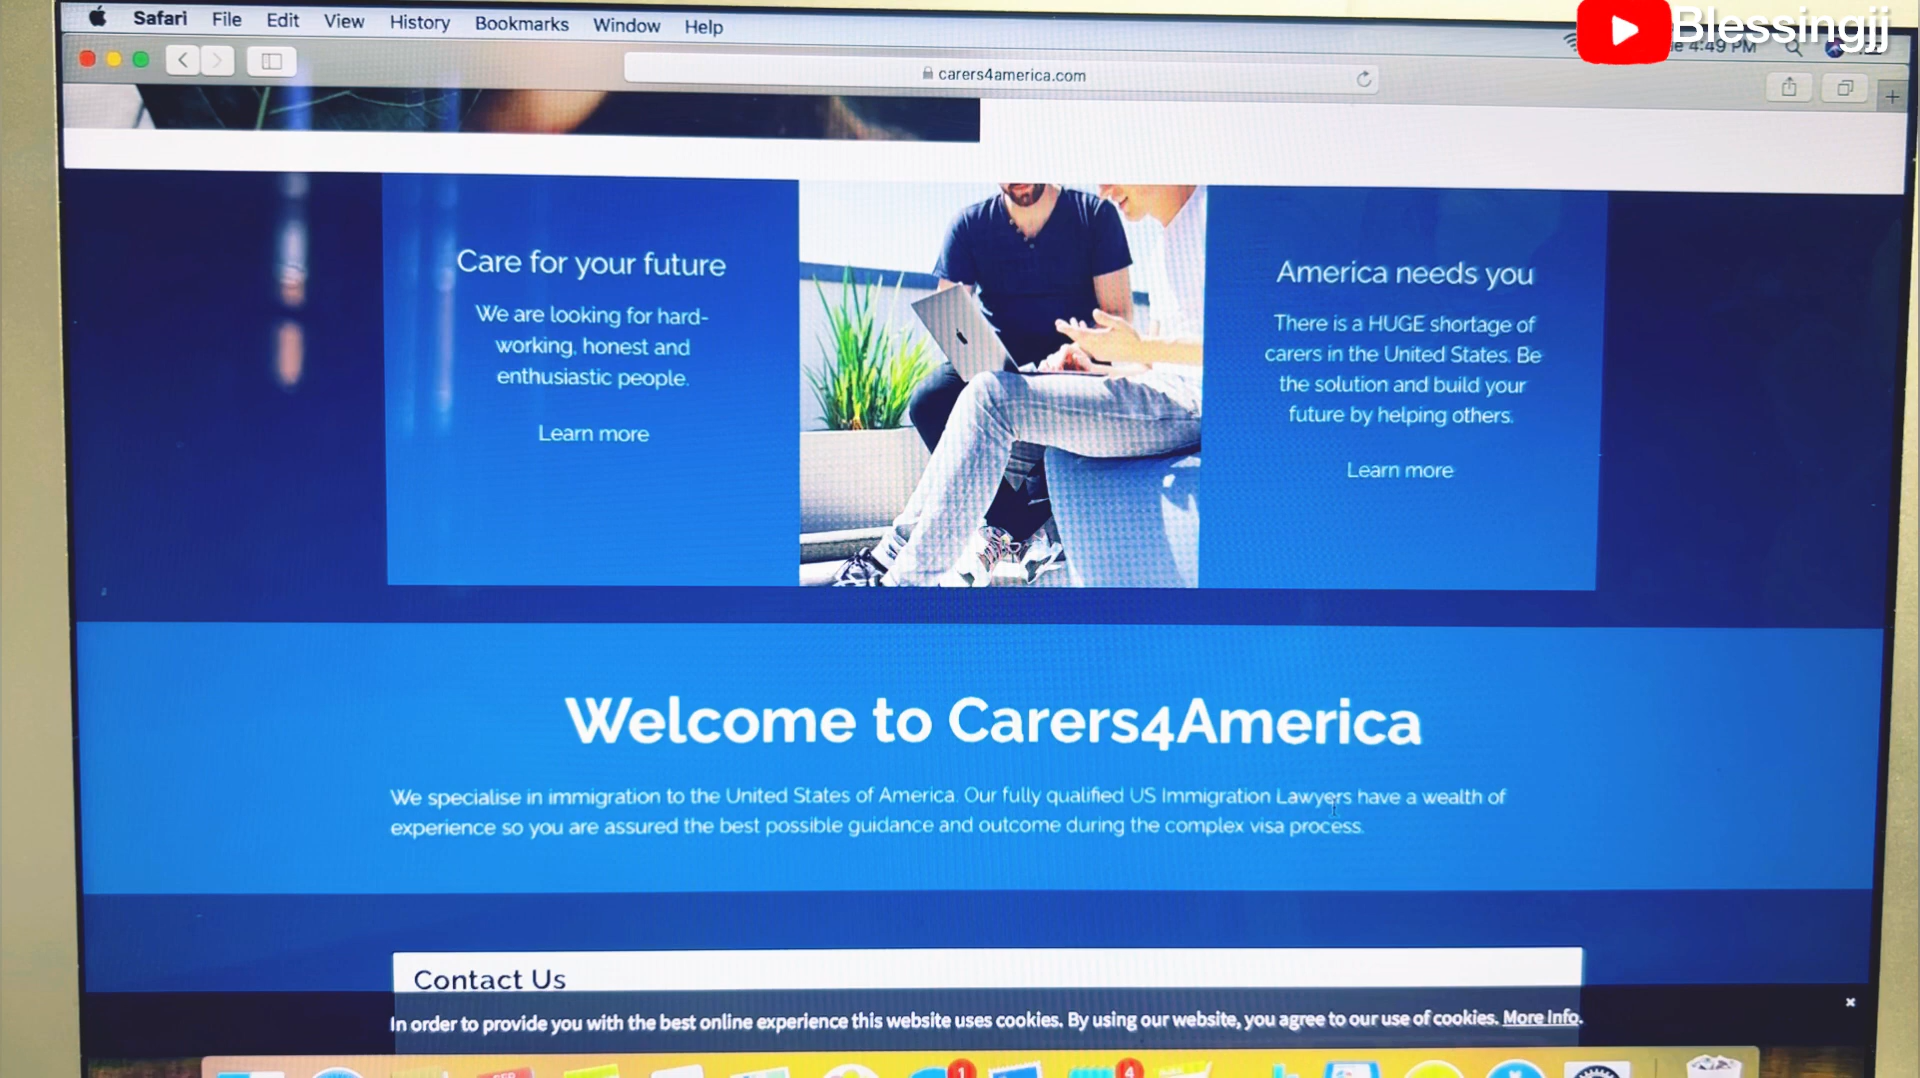 Safari File Edit View History Bookmarks Window Help
Blessingjj
4:49 PM
carers4america.com
Care for your future
We are looking for hard-
working, honest and
enthusiastic people.
Learn more
America needs you
There is a HUGE shortage of
carers in the United States. Be
the solution and build your
future by helping others.
Learn more
Welcome to Carers4America
We specialise in immigration to the United States of America. Our fully qualified US Immigration Lawyers have a wealth of
experience so you are assured the best possible guidance and outcome during the complex visa process.
Contact Us
In order to provide you with the best online experience this website uses cookies. By using our website, you agree to our use of cookies. More Info.
1
4